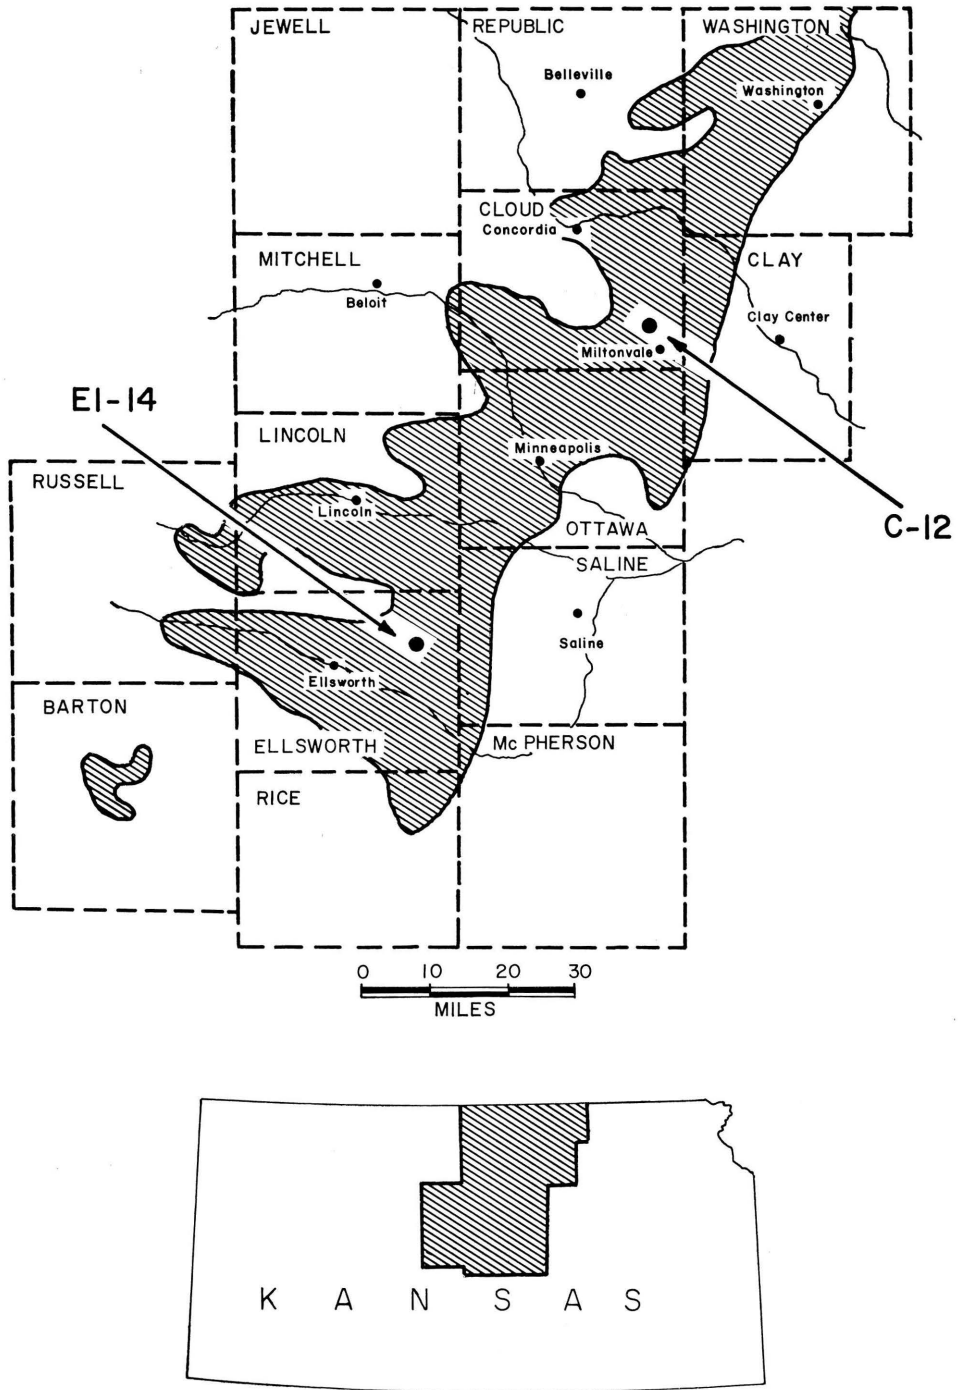 JEWELL
REPUBLIC
WASHINGTON
Belleville
Washington
CLOUD
Concordia
MITCHELL
Beloit
CLAY
Clay Center
Miltonvale
E1-14
LINCOLN
Minneapolis
RUSSELL
Lincoln
C-12
OTTAWA
SALINE
Saline
Ellsworth
BARTON
ELLSWORTH
Mc PHERSON
RICE
0 10 20 30
MILES
K A N S A S